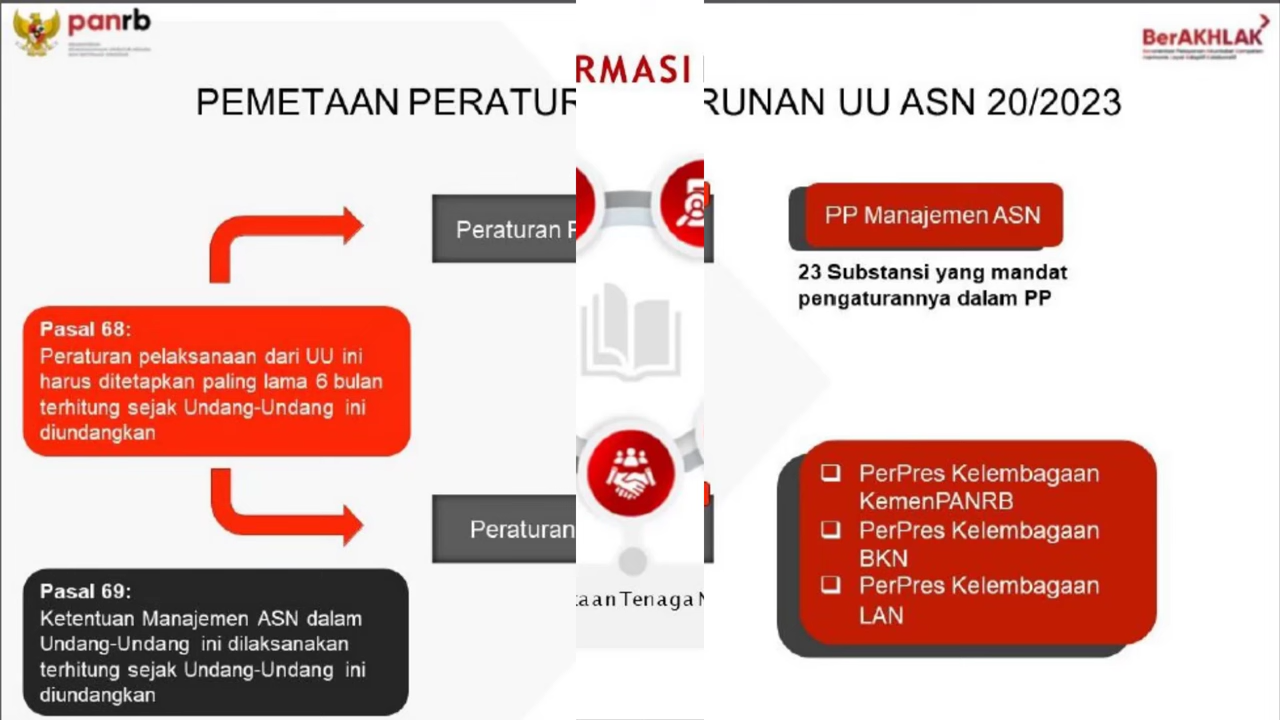 panrb
BerAKHLAK
RMASI
PEMETAAN PERATUR
RUNAN UU ASN 20/2023
Peraturan P
PP Manajemen ASN
23 Substansi yang mandat
pengaturannya dalam PP
Pasal 68:
Peraturan pelaksanaan dari UU ini
harus ditetapkan paling lama 6 bulan
terhitung sejak Undang-Undang ini
diundangkan
Peraturan
PerPres Kelembagaan
KemenPANRB
PerPres Kelembagaan
BKN
PerPres Kelembagaan
LAN
Pasal 69:
Ketentuan Manajemen ASN dalam
Undang-Undang ini dilaksanakan
terhitung sejak Undang-Undang ini
diundangkan
aan Tenaga N